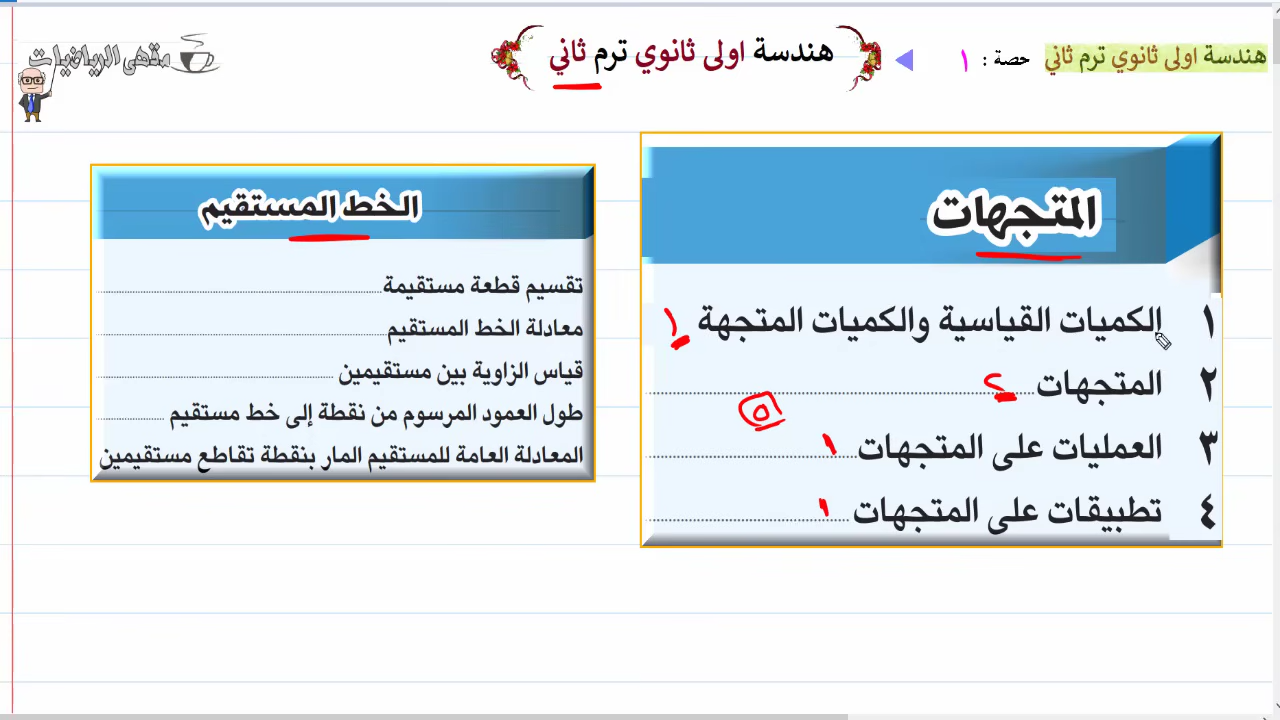 هندسة اولى ثانوي ترم ثاني
حصة : ١
هندسة اولى ثانوي ترم ثاني
مقهى الرياضيات
المتجهات
١ الكميات القياسية والكميات المتجهة ١
٢ المتجهات ٢
٥
٣ العمليات على المتجهات ١
٤ تطبيقات على المتجهات ١
الخط المستقيم
تقسيم قطعة مستقيمة
معادلة الخط المستقيم
قياس الزاوية بين مستقيمين
طول العمود المرسوم من نقطة إلى خط مستقيم
المعادلة العامة للمستقيم المار بنقطة تقاطع مستقيمين